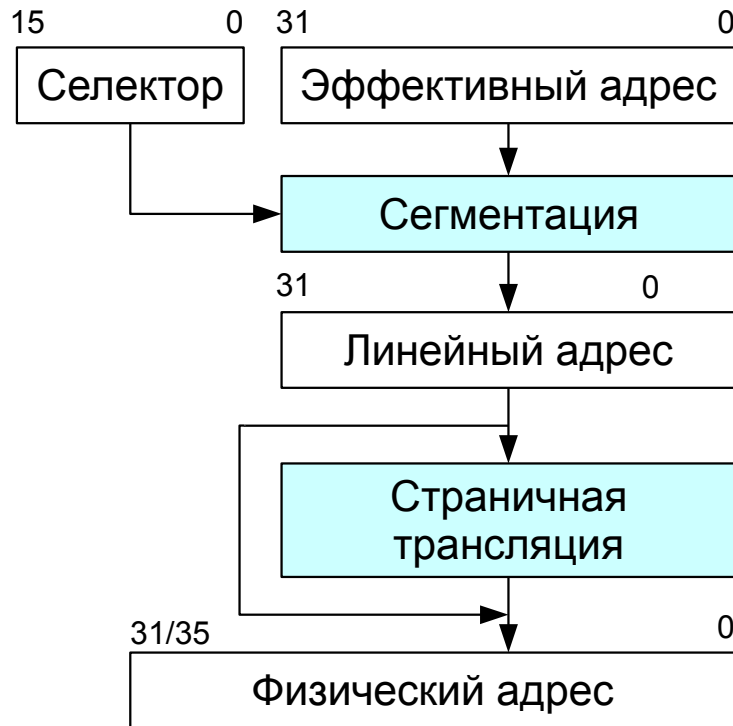 15 0 31 0
Селектор Эффективный адрес
Сегментация
31 0
Линейный адрес
Страничная
трансляция
31/35 0
Физический адрес